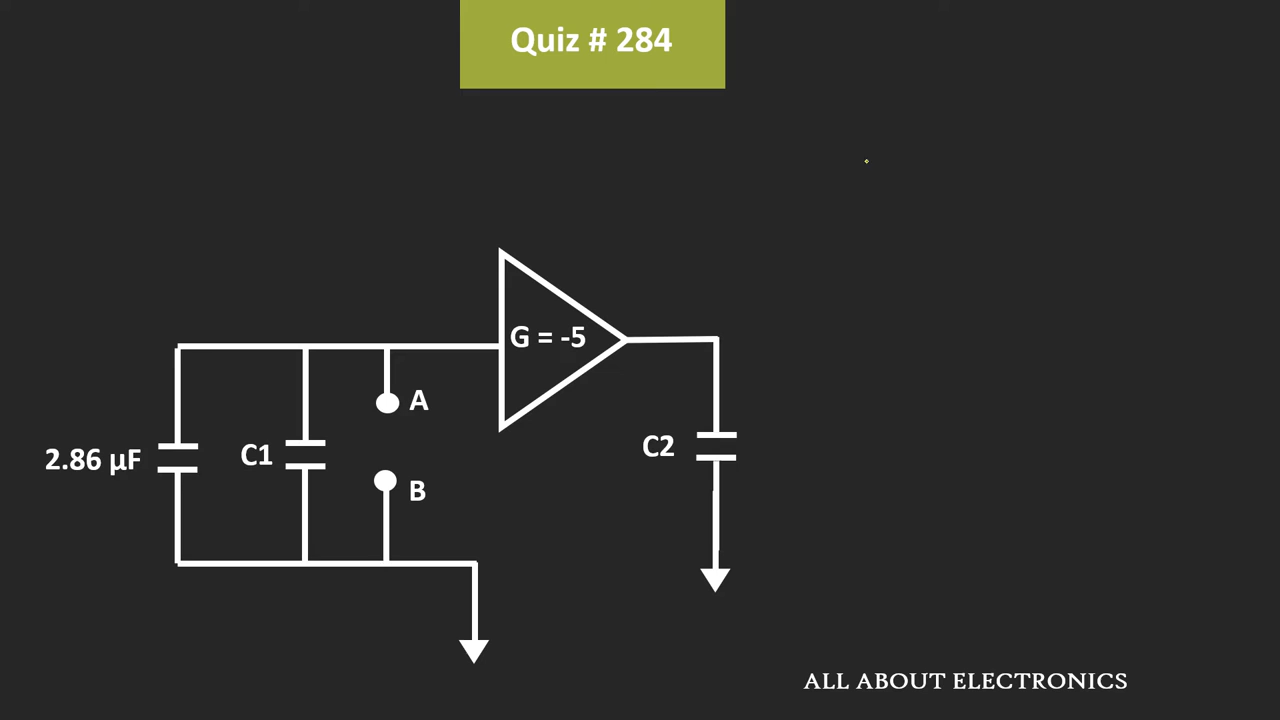 Quiz # 284
G = -5
A
2.86 µF
C1
C2
B
ALL ABOUT ELECTRONICS